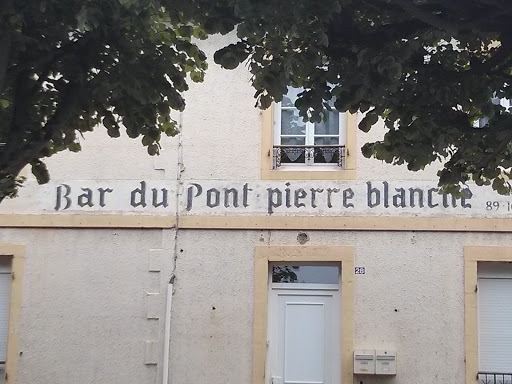 Bar du Pont pierre blanche
28